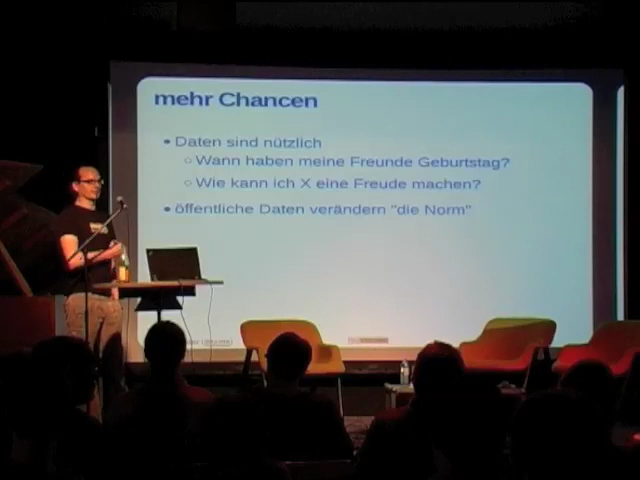 mehr Chancen
• Daten sind nützlich
○ Wann haben meine Freunde Geburtstag?
○ Wie kann ich X eine Freude machen?
• öffentliche Daten verändern "die Norm"